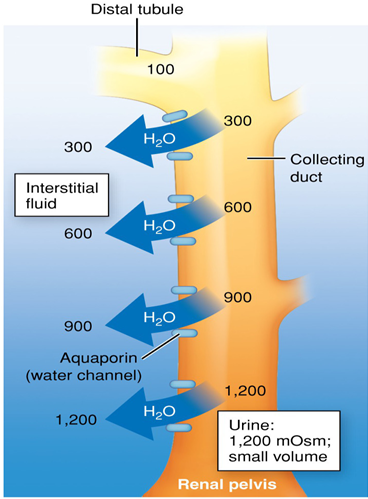 Distal tubule
100
300
H2O
300
Collecting
duct
Interstitial
fluid
600
H2O
600
900
H2O
900
Aquaporin
(water channel)
1,200
H2O
1,200
Urine:
1,200 mOsm;
small volume
Renal pelvis